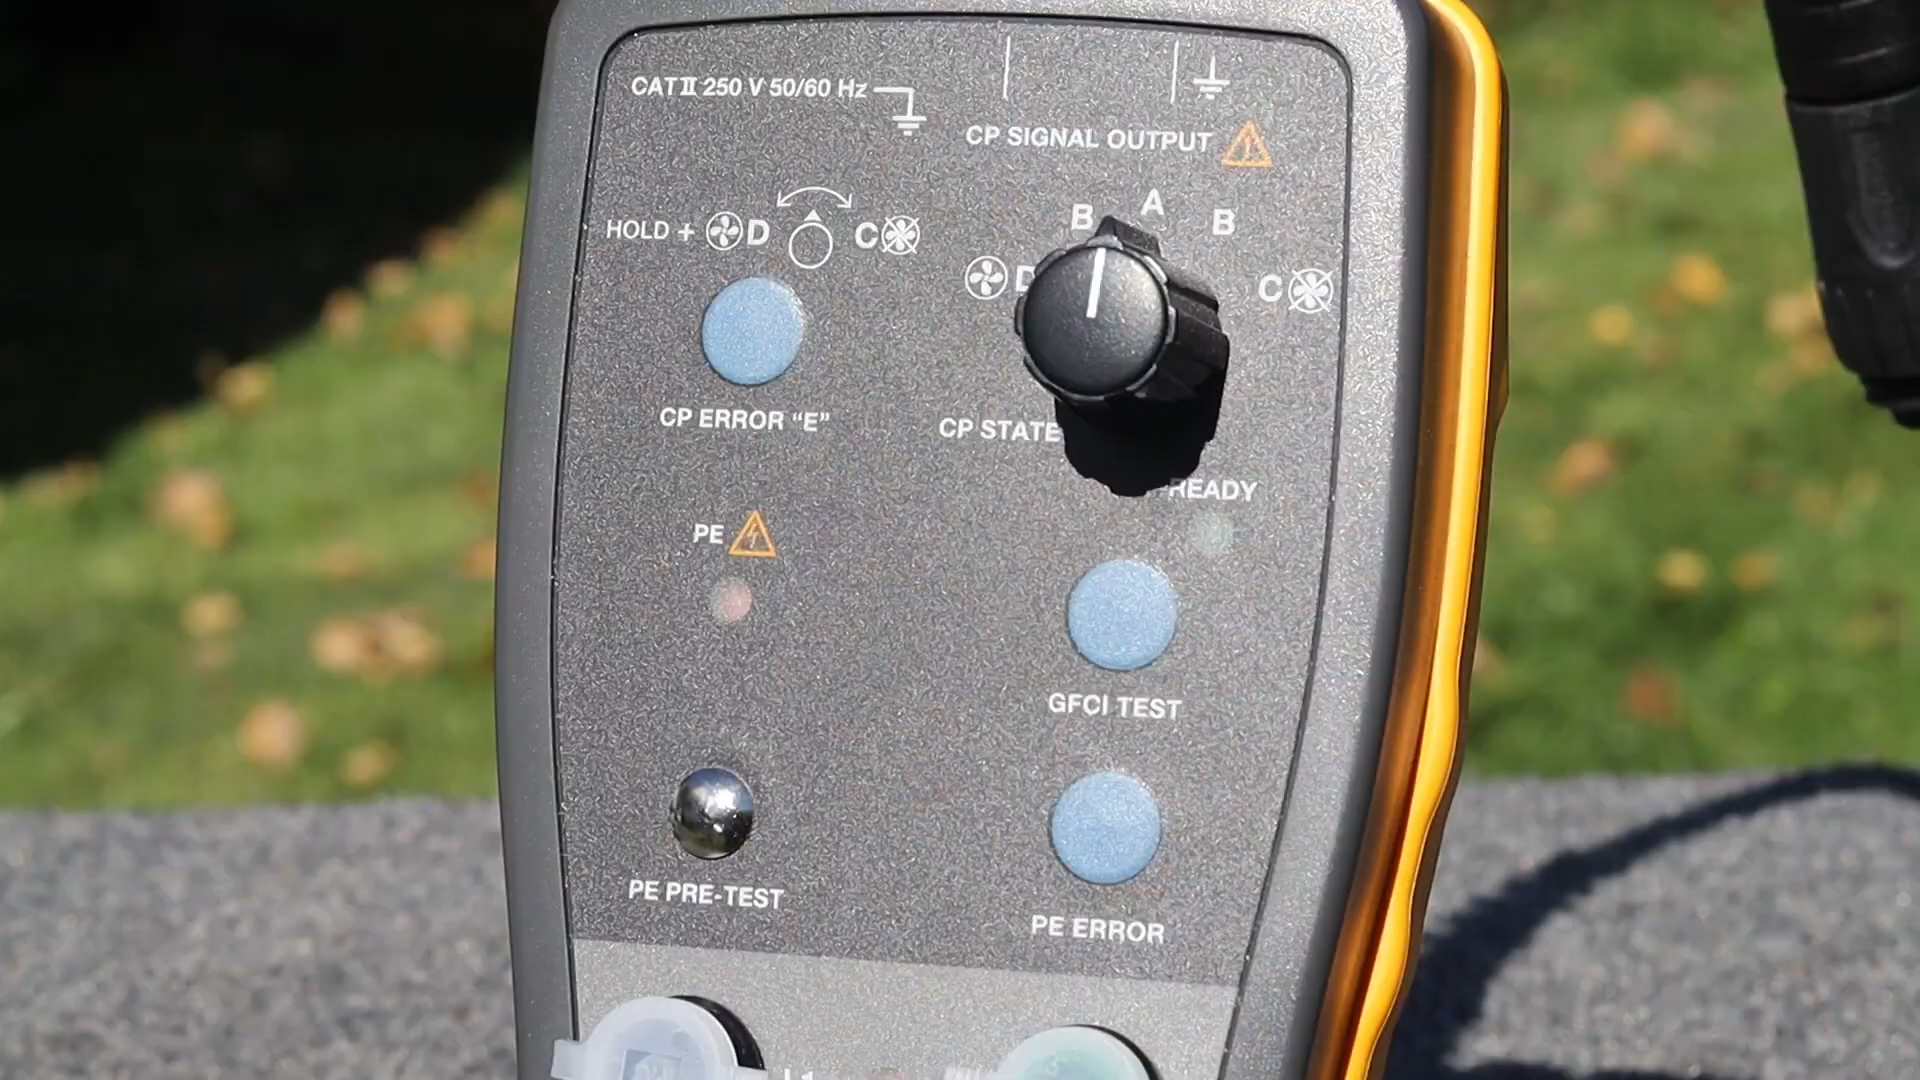 CAT II 250 V 50/60 Hz
CP SIGNAL OUTPUT
HOLD + D C
B A B
D C
CP ERROR “E”
CP STATE
READY
PE
GFCI TEST
PE PRE-TEST
PE ERROR
L1